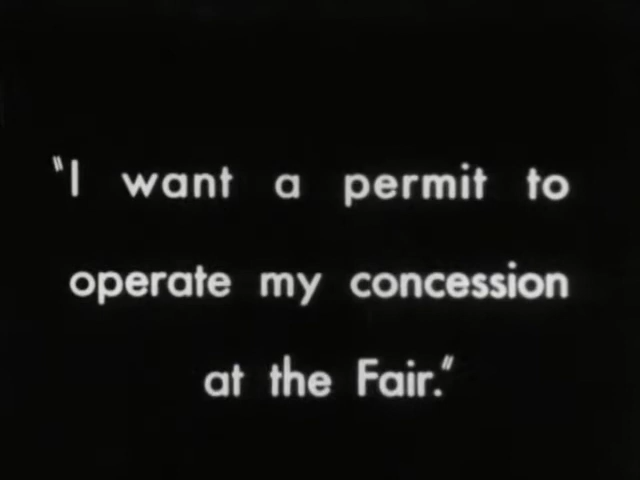 "I want a permit to
operate my concession
at the Fair."